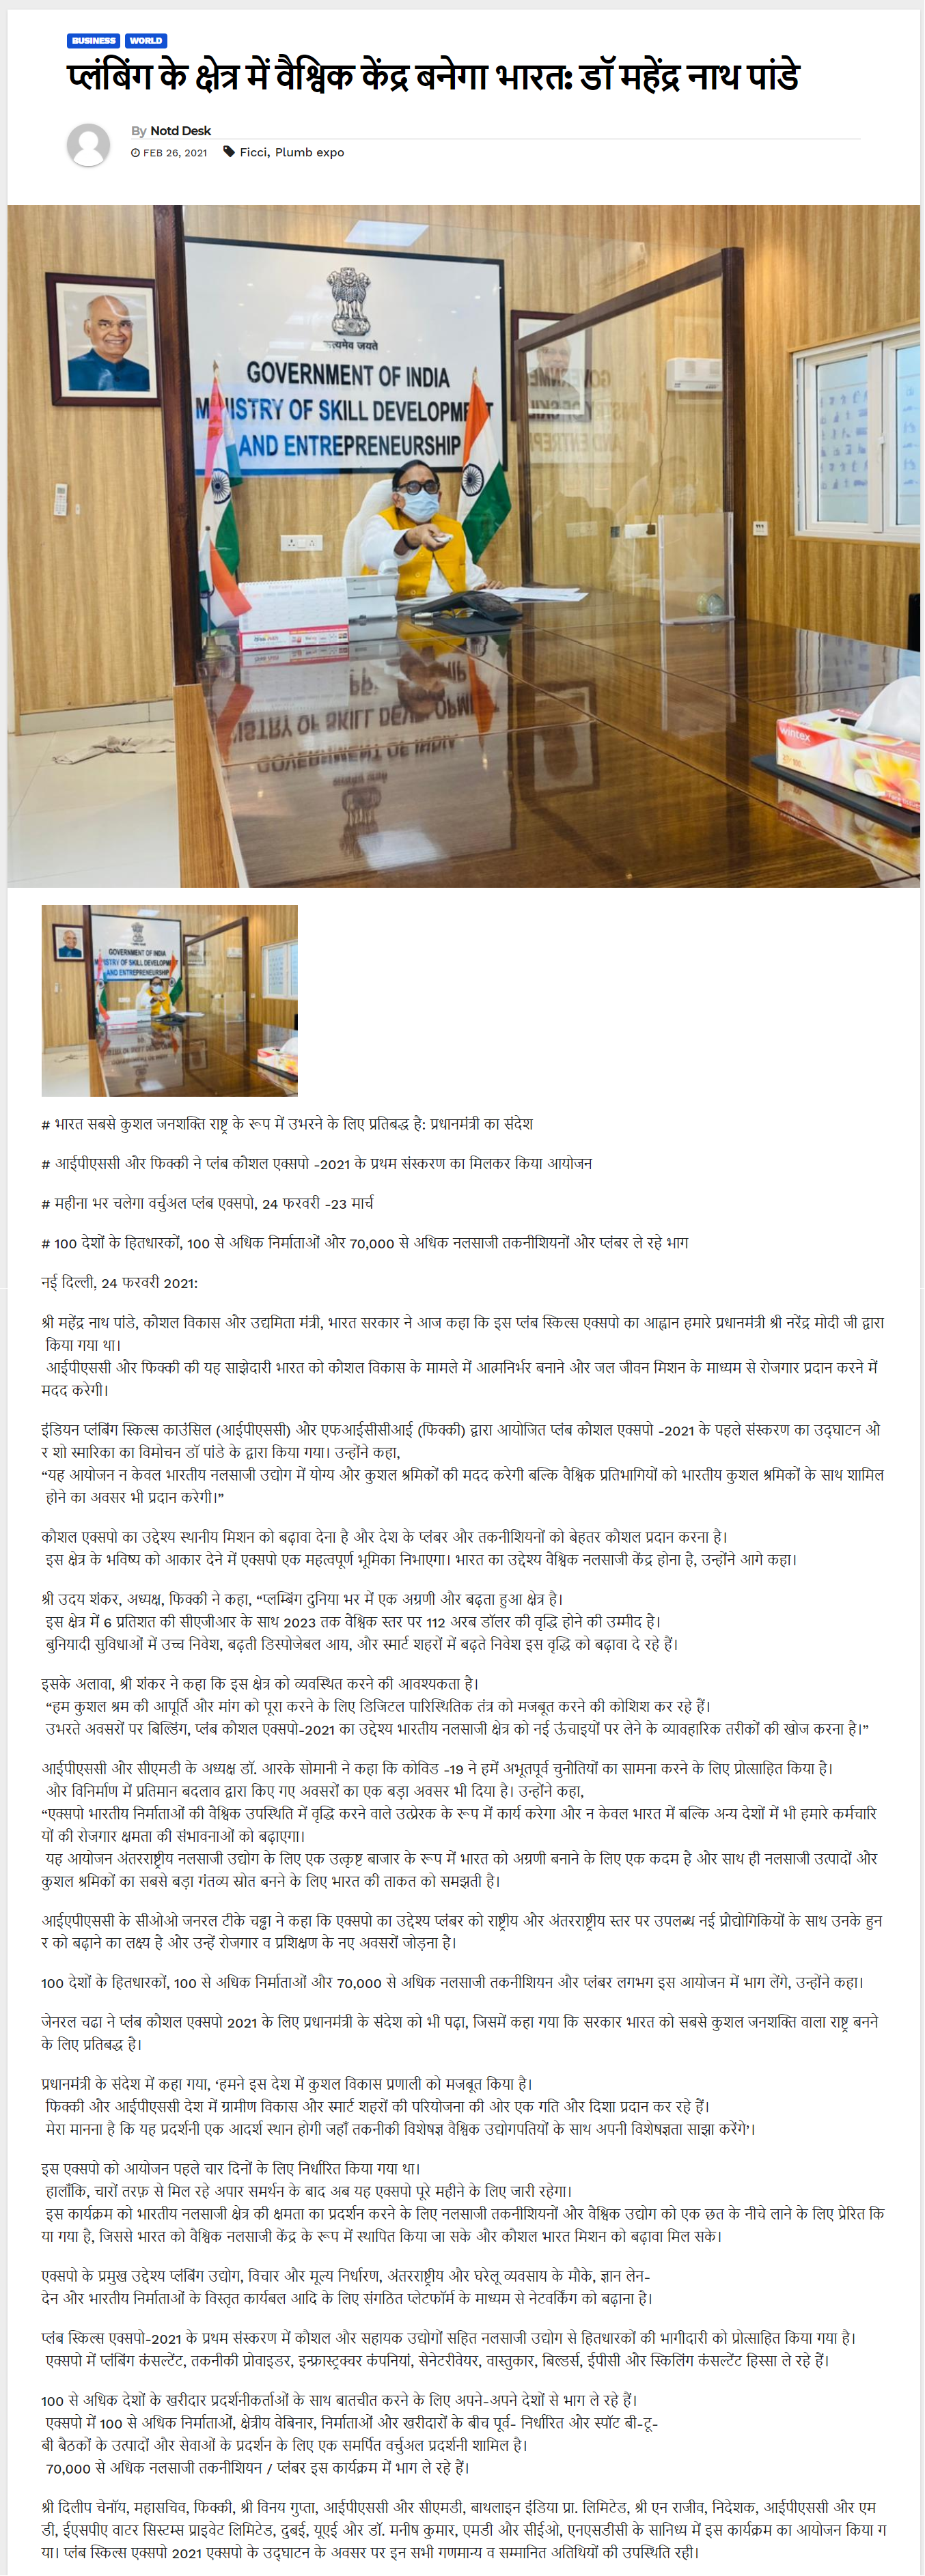 BUSINESS WORLD
प्लंबिंग के क्षेत्र में वैश्विक केंद्र बनेगा भारत: डॉ महेंद्र नाथ पांडे
By Notd Desk
FEB 26, 2021 Ficci, Plumb expo
सत्यमेव जयते
GOVERNMENT OF INDIA
MINISTRY OF SKILL DEVELOPMENT
AND ENTREPRENEURSHIP
wintex
GOVERNMENT OF INDIA
MINISTRY OF SKILL DEVELOPMENT
AND ENTREPRENEURSHIP
# भारत सबसे कुशल जनशक्ति राष्ट्र के रूप में उभरने के लिए प्रतिबद्ध है: प्रधानमंत्री का संदेश
# आईपीएससी और फिक्की ने प्लंब कौशल एक्सपो -2021 के प्रथम संस्करण का मिलकर किया आयोजन
# महीना भर चलेगा वर्चुअल प्लंब एक्सपो, 24 फरवरी -23 मार्च
# 100 देशों के हितधारकों, 100 से अधिक निर्माताओं और 70,000 से अधिक नलसाजी तकनीशियनों और प्लंबर ले रहे भाग
नई दिल्ली, 24 फरवरी 2021:
श्री महेंद्र नाथ पांडे, कौशल विकास और उद्यमिता मंत्री, भारत सरकार ने आज कहा कि इस प्लंब स्किल्स एक्सपो का आह्वान हमारे प्रधानमंत्री श्री नरेंद्र मोदी जी द्वारा
किया गया था।
आईपीएससी और फिक्की की यह साझेदारी भारत को कौशल विकास के मामले में आत्मनिर्भर बनाने और जल जीवन मिशन के माध्यम से रोजगार प्रदान करने में
मदद करेगी।
इंडियन प्लंबिंग स्किल्स काउंसिल (आईपीएससी) और एफआईसीसीआई (फिक्की) द्वारा आयोजित प्लंब कौशल एक्सपो -2021 के पहले संस्करण का उद्घाटन औ
र शो स्मारिका का विमोचन डॉ पांडे के द्वारा किया गया। उन्होंने कहा,
“यह आयोजन न केवल भारतीय नलसाजी उद्योग में योग्य और कुशल श्रमिकों की मदद करेगी बल्कि वैश्विक प्रतिभागियों को भारतीय कुशल श्रमिकों के साथ शामिल
होने का अवसर भी प्रदान करेगी।”
कौशल एक्सपो का उद्देश्य स्थानीय मिशन को बढ़ावा देना है और देश के प्लंबर और तकनीशियनों को बेहतर कौशल प्रदान करना है।
इस क्षेत्र के भविष्य को आकार देने में एक्सपो एक महत्वपूर्ण भूमिका निभाएगा। भारत का उद्देश्य वैश्विक नलसाजी केंद्र होना है, उन्होंने आगे कहा।
श्री उदय शंकर, अध्यक्ष, फिक्की ने कहा, “प्लम्बिंग दुनिया भर में एक अग्रणी और बढ़ता हुआ क्षेत्र है।
इस क्षेत्र में 6 प्रतिशत की सीएजीआर के साथ 2023 तक वैश्विक स्तर पर 112 अरब डॉलर की वृद्धि होने की उम्मीद है।
बुनियादी सुविधाओं में उच्च निवेश, बढ़ती डिस्पोजेबल आय, और स्मार्ट शहरों में बढ़ते निवेश इस वृद्धि को बढ़ावा दे रहे हैं।
इसके अलावा, श्री शंकर ने कहा कि इस क्षेत्र को व्यवस्थित करने की आवश्यकता है।
“हम कुशल श्रम की आपूर्ति और मांग को पूरा करने के लिए डिजिटल पारिस्थितिक तंत्र को मजबूत करने की कोशिश कर रहे हैं।
उभरते अवसरों पर बिल्डिंग, प्लंब कौशल एक्सपो-2021 का उद्देश्य भारतीय नलसाजी क्षेत्र को नई ऊंचाइयों पर लेने के व्यावहारिक तरीकों की खोज करना है।”
आईपीएससी और सीएमडी के अध्यक्ष डॉ. आरके सोमानी ने कहा कि कोविड -19 ने हमें अभूतपूर्व चुनौतियों का सामना करने के लिए प्रोत्साहित किया है।
और विनिर्माण में प्रतिमान बदलाव द्वारा किए गए अवसरों का एक बड़ा अवसर भी दिया है। उन्होंने कहा,
“एक्सपो भारतीय निर्माताओं की वैश्विक उपस्थिति में वृद्धि करने वाले उत्प्रेरक के रूप में कार्य करेगा और न केवल भारत में बल्कि अन्य देशों में भी हमारे कर्मचारि
यों की रोजगार क्षमता की संभावनाओं को बढ़ाएगा।
यह आयोजन अंतरराष्ट्रीय नलसाजी उद्योग के लिए एक उत्कृष्ट बाजार के रूप में भारत को अग्रणी बनाने के लिए एक कदम है और साथ ही नलसाजी उत्पादों और
कुशल श्रमिकों का सबसे बड़ा गंतव्य स्रोत बनने के लिए भारत की ताकत को समझती है।
आईएपीएससी के सीओओ जनरल टीके चड्ढा ने कहा कि एक्सपो का उद्देश्य प्लंबर को राष्ट्रीय और अंतरराष्ट्रीय स्तर पर उपलब्ध नई प्रौद्योगिकियों के साथ उनके हुन
र को बढ़ाने का लक्ष्य है और उन्हें रोजगार व प्रशिक्षण के नए अवसरों जोड़ना है।
100 देशों के हितधारकों, 100 से अधिक निर्माताओं और 70,000 से अधिक नलसाजी तकनीशियन और प्लंबर लगभग इस आयोजन में भाग लेंगे, उन्होंने कहा।
जेनरल चढा ने प्लंब कौशल एक्सपो 2021 के लिए प्रधानमंत्री के संदेश को भी पढ़ा, जिसमें कहा गया कि सरकार भारत को सबसे कुशल जनशक्ति वाला राष्ट्र बनने
के लिए प्रतिबद्ध है।
प्रधानमंत्री के संदेश में कहा गया, ‘हमने इस देश में कुशल विकास प्रणाली को मजबूत किया है।
फिक्की और आईपीएससी देश में ग्रामीण विकास और स्मार्ट शहरों की परियोजना की ओर एक गति और दिशा प्रदान कर रहे हैं।
मेरा मानना है कि यह प्रदर्शनी एक आदर्श स्थान होगी जहाँ तकनीकी विशेषज्ञ वैश्विक उद्योगपतियों के साथ अपनी विशेषज्ञता साझा करेंगे’।
इस एक्सपो को आयोजन पहले चार दिनों के लिए निर्धारित किया गया था।
हालाँकि, चारों तरफ़ से मिल रहे अपार समर्थन के बाद अब यह एक्सपो पूरे महीने के लिए जारी रहेगा।
इस कार्यक्रम को भारतीय नलसाजी क्षेत्र की क्षमता का प्रदर्शन करने के लिए नलसाजी तकनीशियनों और वैश्विक उद्योग को एक छत के नीचे लाने के लिए प्रेरित कि
या गया है, जिससे भारत को वैश्विक नलसाजी केंद्र के रूप में स्थापित किया जा सके और कौशल भारत मिशन को बढ़ावा मिल सके।
एक्सपो के प्रमुख उद्देश्य प्लंबिंग उद्योग, विचार और मूल्य निर्धारण, अंतरराष्ट्रीय और घरेलू व्यवसाय के मौके, ज्ञान लेन-
देन और भारतीय निर्माताओं के विस्तृत कार्यबल आदि के लिए संगठित प्लेटफॉर्म के माध्यम से नेटवर्किंग को बढ़ाना है।
प्लंब स्किल्स एक्सपो-2021 के प्रथम संस्करण में कौशल और सहायक उद्योगों सहित नलसाजी उद्योग से हितधारकों की भागीदारी को प्रोत्साहित किया गया है।
एक्सपो में प्लंबिंग कंसल्टेंट, तकनीकी प्रोवाइडर, इन्फ्रास्ट्रक्चर कंपनियां, सेनेटरीवेयर, वास्तुकार, बिल्डर्स, ईपीसी और स्किलिंग कंसल्टेंट हिस्सा ले रहे हैं।
100 से अधिक देशों के खरीदार प्रदर्शनीकर्ताओं के साथ बातचीत करने के लिए अपने-अपने देशों से भाग ले रहे हैं।
एक्सपो में 100 से अधिक निर्माताओं, क्षेत्रीय वेबिनार, निर्माताओं और खरीदारों के बीच पूर्व- निर्धारित और स्पॉट बी-टू-
बी बैठकों के उत्पादों और सेवाओं के प्रदर्शन के लिए एक समर्पित वर्चुअल प्रदर्शनी शामिल है।
70,000 से अधिक नलसाजी तकनीशियन / प्लंबर इस कार्यक्रम में भाग ले रहे हैं।
श्री दिलीप चेनॉय, महासचिव, फिक्की, श्री विनय गुप्ता, आईपीएससी और सीएमडी, बाथलाइन इंडिया प्रा. लिमिटेड, श्री एन राजीव, निदेशक, आईपीएससी और एम
डी, ईएसपीए वाटर सिस्टम्स प्राइवेट लिमिटेड, दुबई, यूएई और डॉ. मनीष कुमार, एमडी और सीईओ, एनएसडीसी के सानिध्य में इस कार्यक्रम का आयोजन किया ग
या। प्लंब स्किल्स एक्सपो 2021 एक्सपो के उद्घाटन के अवसर पर इन सभी गणमान्य व सम्मानित अतिथियों की उपस्थिति रही।